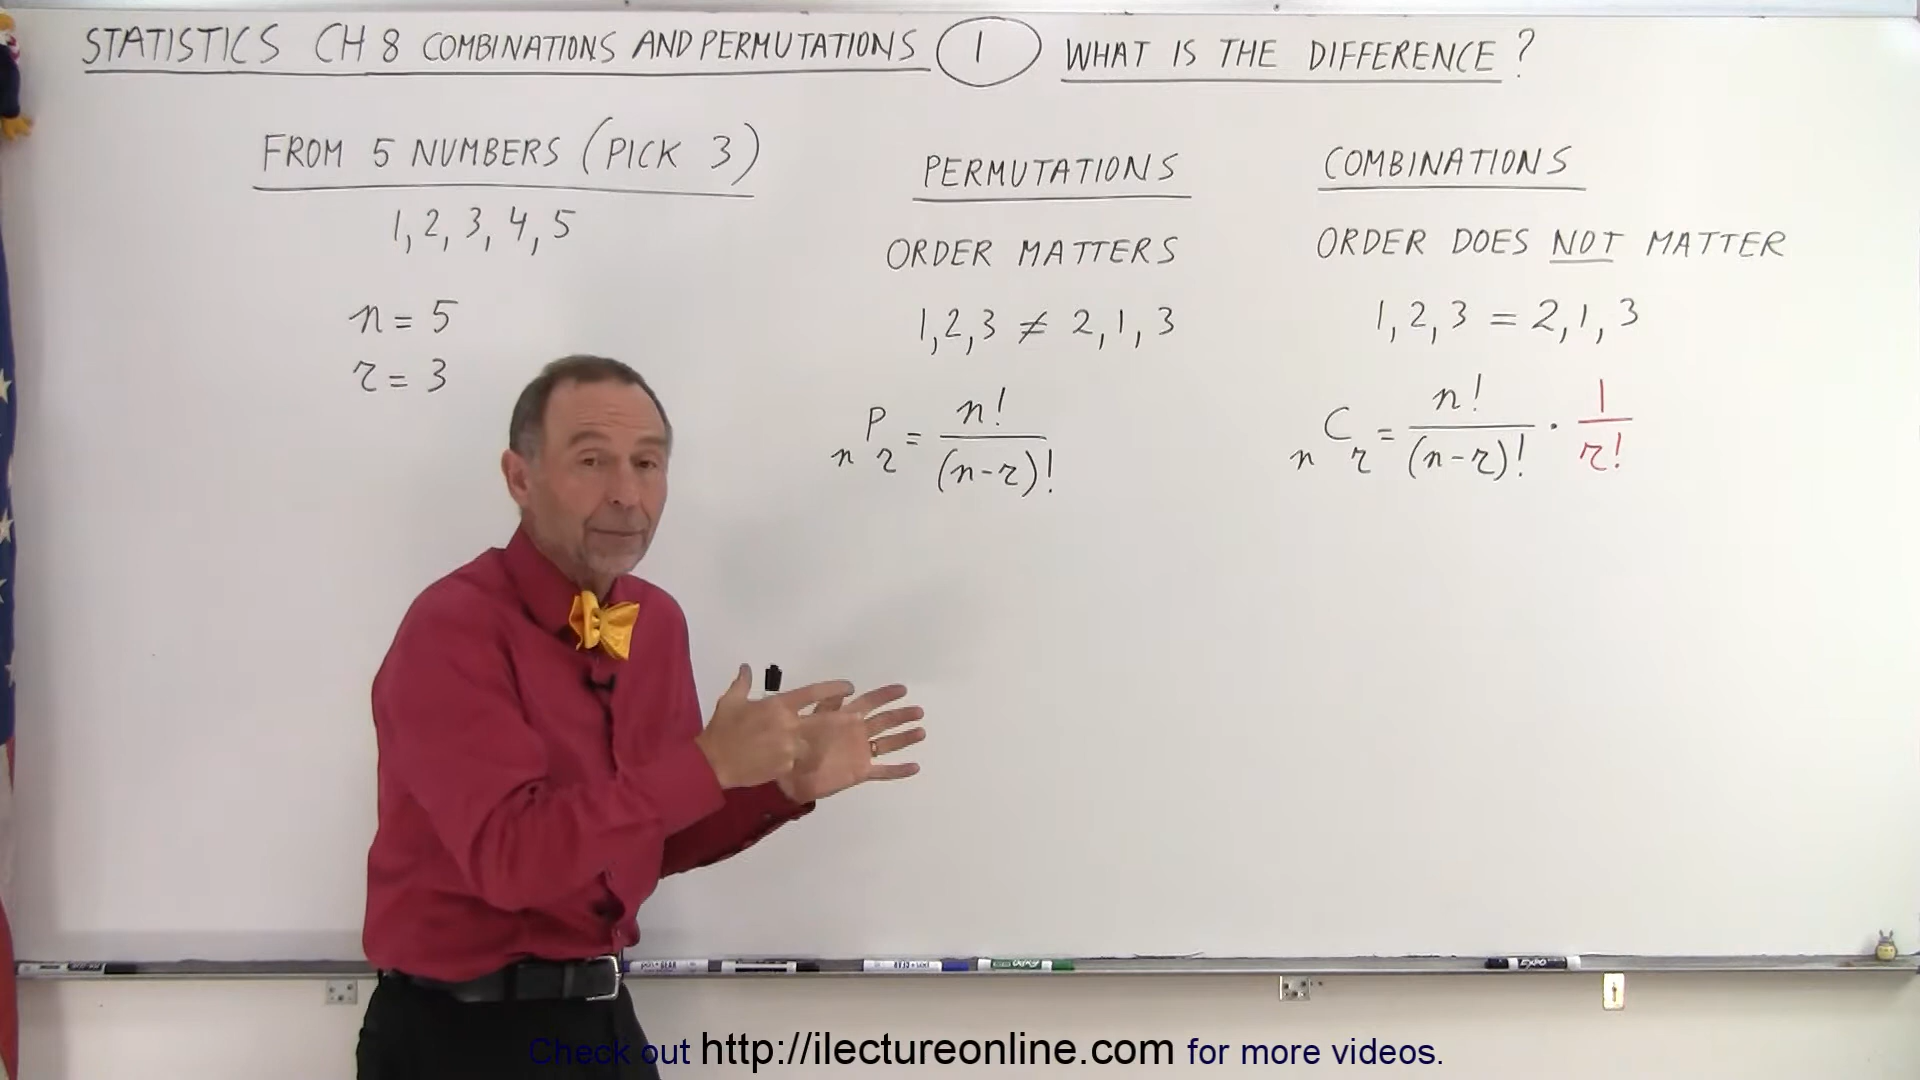 STATISTICS CH 8 COMBINATIONS AND PERMUTATIONS 1 WHAT IS THE DIFFERENCE?
FROM 5 NUMBERS (PICK 3)
1, 2, 3, 4, 5
n = 5
r = 3
PERMUTATIONS
ORDER MATTERS
1, 2, 3 ≠ 2, 1, 3
nPr = n! / (n-r)!
COMBINATIONS
ORDER DOES NOT MATTER
1, 2, 3 = 2, 1, 3
nCr = n! / (n-r)! · 1 / r!
EXPO
Check out http://ilectureonline.com for more videos.